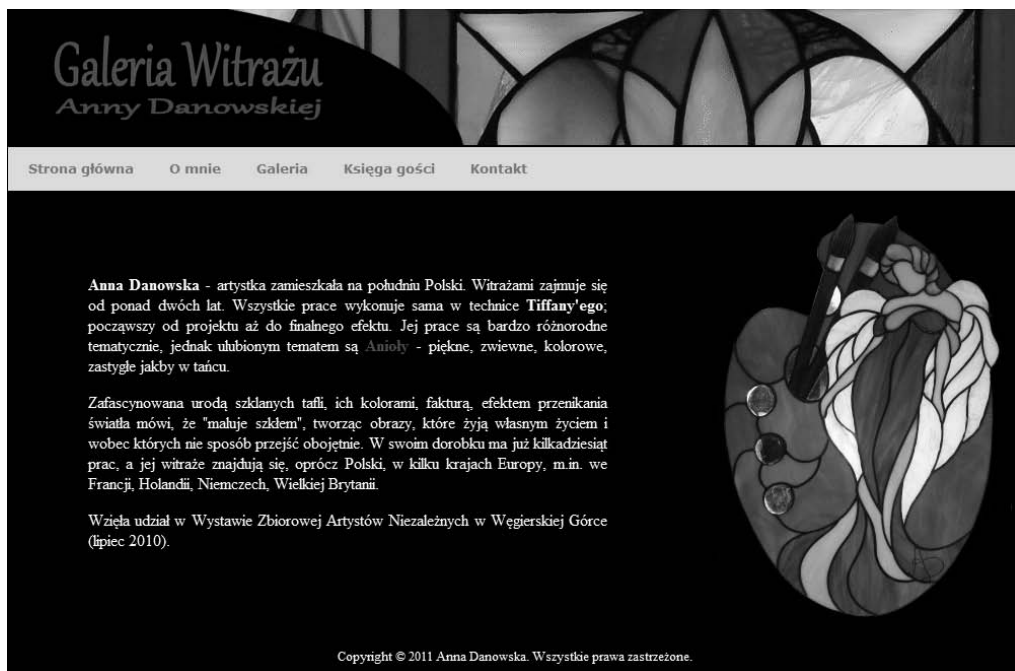 Galeria Witrażu
Anny Danowskiej
Strona główna O mnie Galeria Księga gości Kontakt
Anna Danowska - artystka zamieszkała na południu Polski. Witrażami zajmuje się
od ponad dwóch lat. Wszystkie prace wykonuje sama w technice Tiffany'ego;
począwszy od projektu aż do finalnego efektu. Jej prace są bardzo różnorodne
tematycznie, jednak ulubionym tematem są Anioły - piękne, zwiewne, kolorowe,
zastygłe jakby w tańcu.
Zafascynowana urodą szklanych tafli, ich kolorami, fakturą, efektem przenikania
światła mówi, że "maluje szkłem", tworząc obrazy, które żyją własnym życiem i
wobec których nie sposób przejść obojętnie. W swoim dorobku ma już kilkadziesiąt
prac, a jej witraże znajdują się, oprócz Polski, w kilku krajach Europy, m.in. we
Francji, Holandii, Niemczech, Wielkiej Brytanii.
Wzięła udział w Wystawie Zbiorowej Artystów Niezależnych w Węgierskiej Górce
(lipiec 2010).
Copyright © 2011 Anna Danowska. Wszystkie prawa zastrzeżone.